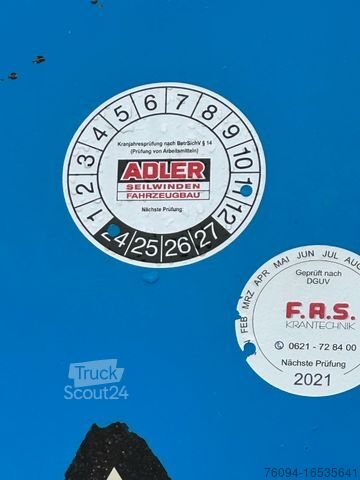 1 2 3 4 5 6 7 8 9 10 11 12
Kranjahresprüfung nach BetrSichV § 14
(Prüfung von Arbeitsmitteln)
ADLER
SEILWINDEN
FAHRZEUGBAU
Nächste Prüfung
24 25 26 27
FEB MRZ APR MAI JUN JUL AUG
Geprüft nach
DGUV
F.A.S.
KRANTECHNIK
0621 - 72 84 00
Nächste Prüfung
2021
Truck
Scout24
76094-16535641